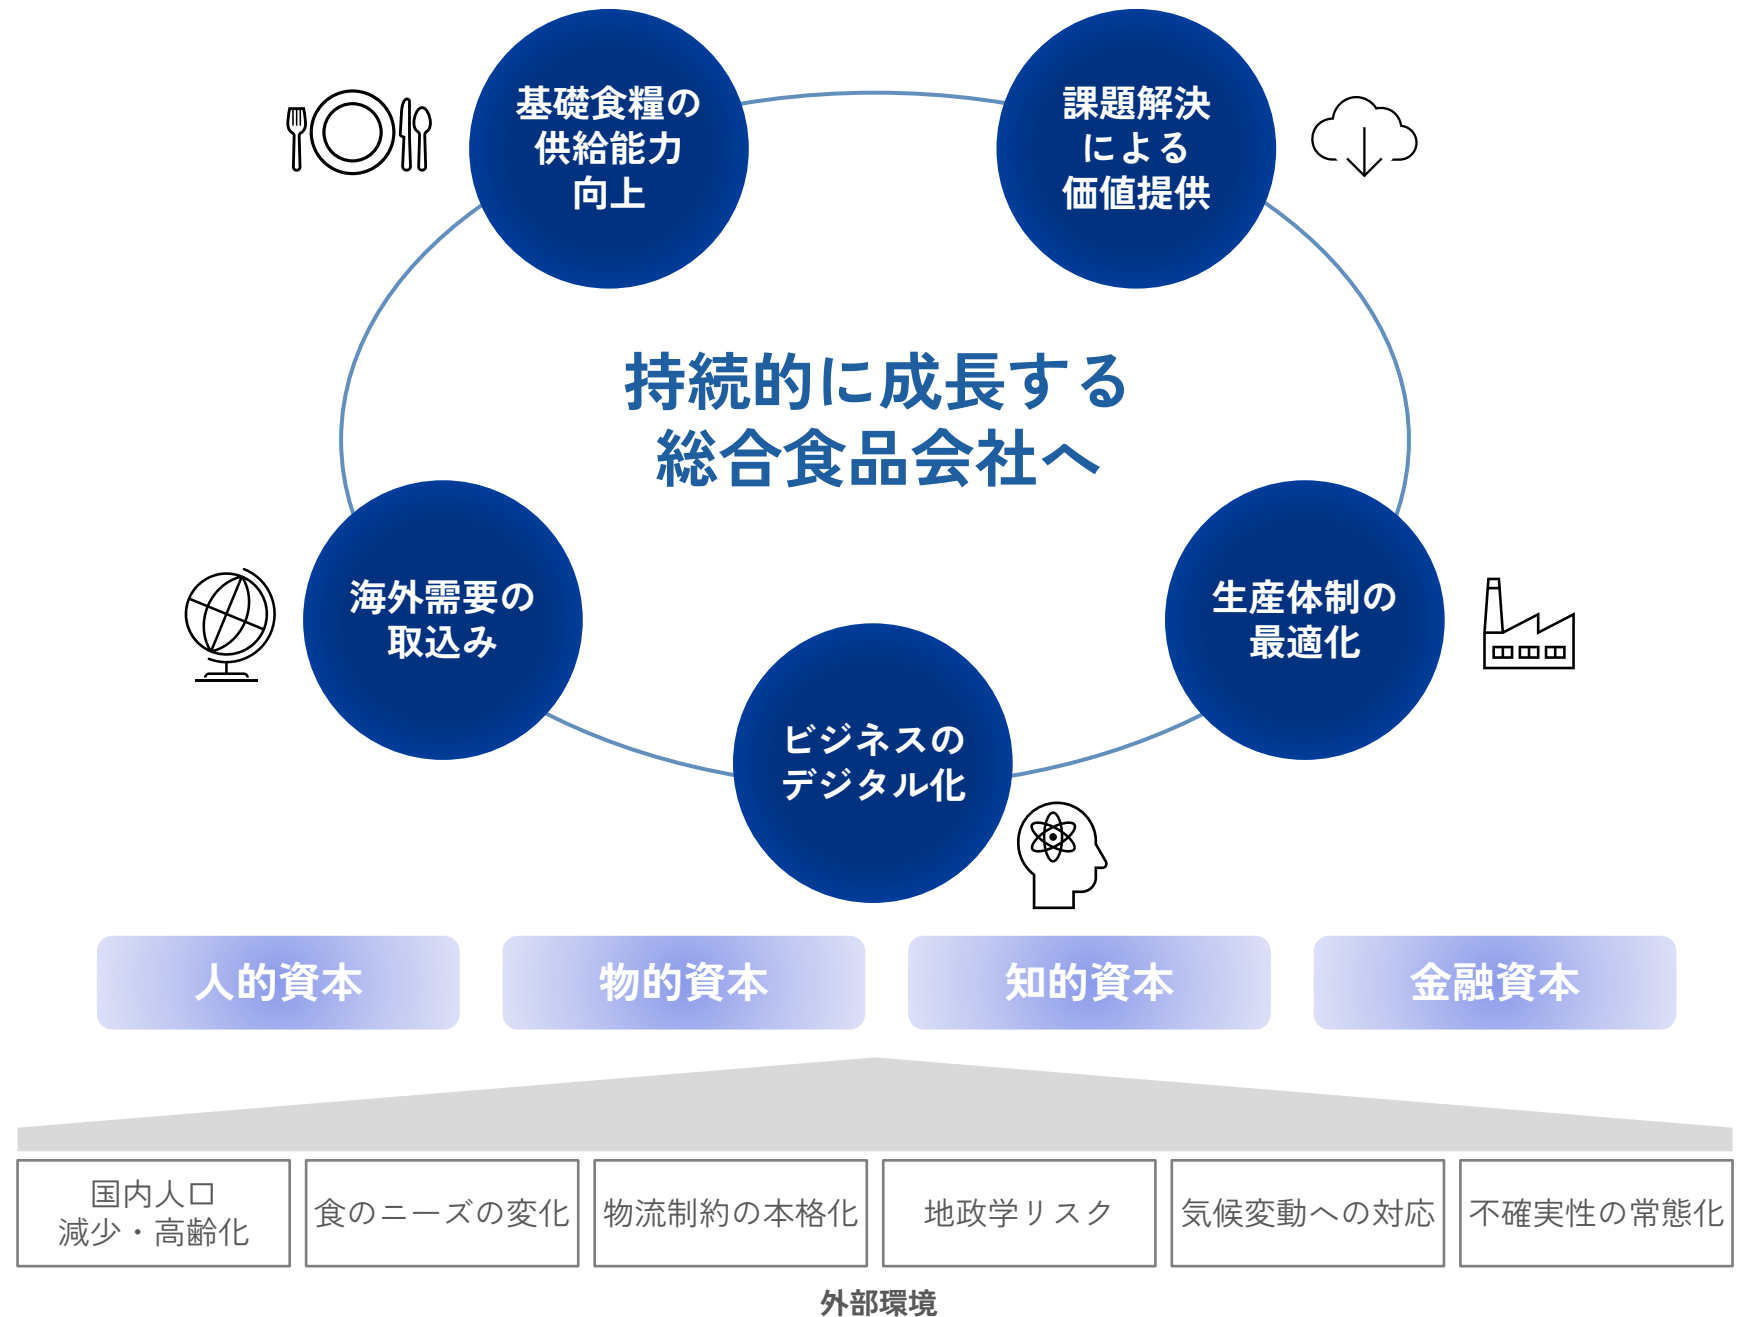 基礎食糧の
供給能力
向上
課題解決
による
価値提供
持続的に成長する
総合食品会社へ
海外需要の
取込み
生産体制の
最適化
ビジネスの
デジタル化
人的資本
物的資本
知的資本
金融資本
国内人口
減少・高齢化
食のニーズの変化
物流制約の本格化
地政学リスク
気候変動への対応
不確実性の常態化
外部環境